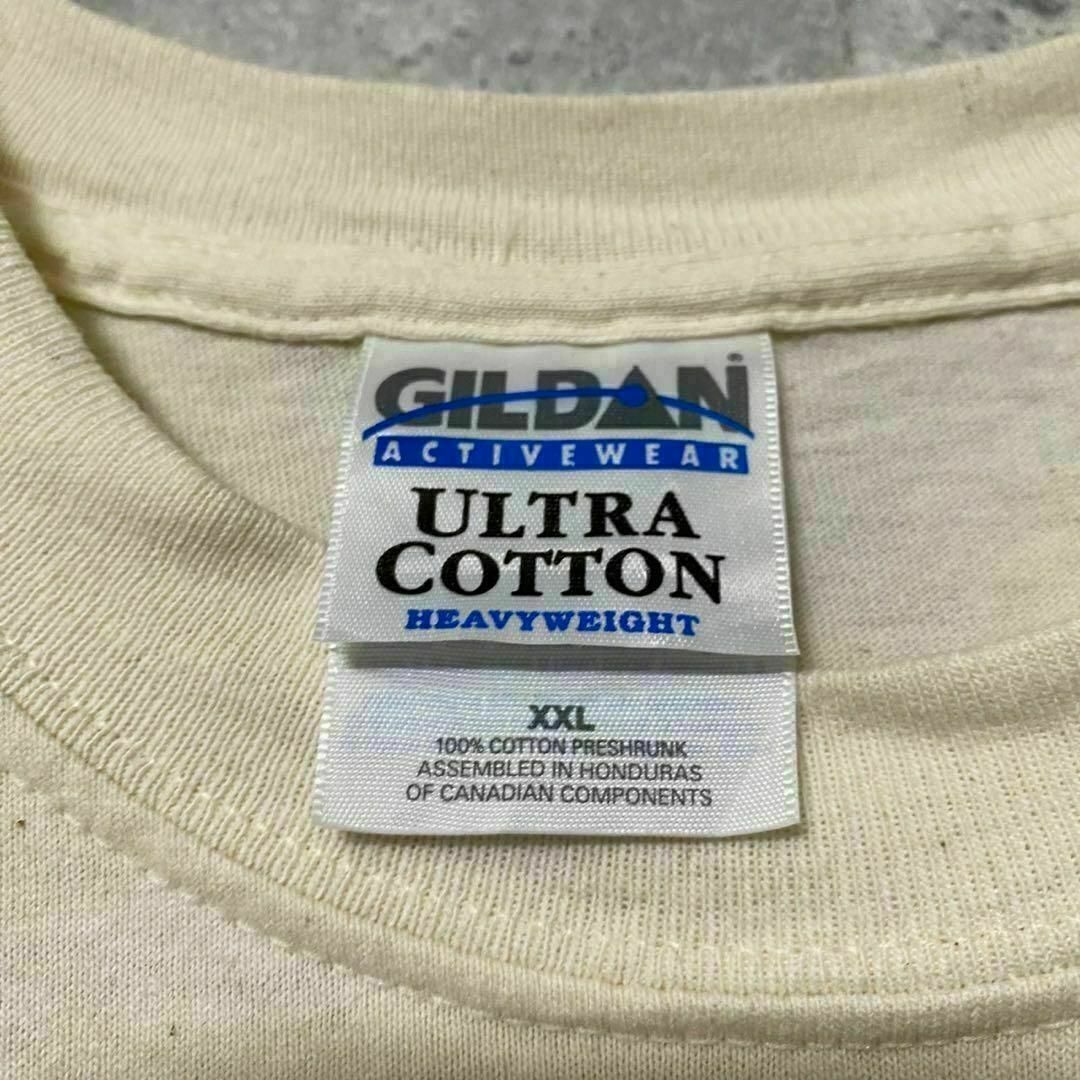 GILDAN®
ACTIVEWEAR
ULTRA
COTTON
HEAVYWEIGHT
XXL
100% COTTON PRESHRUNK
ASSEMBLED IN HONDURAS
OF CANADIAN COMPONENTS